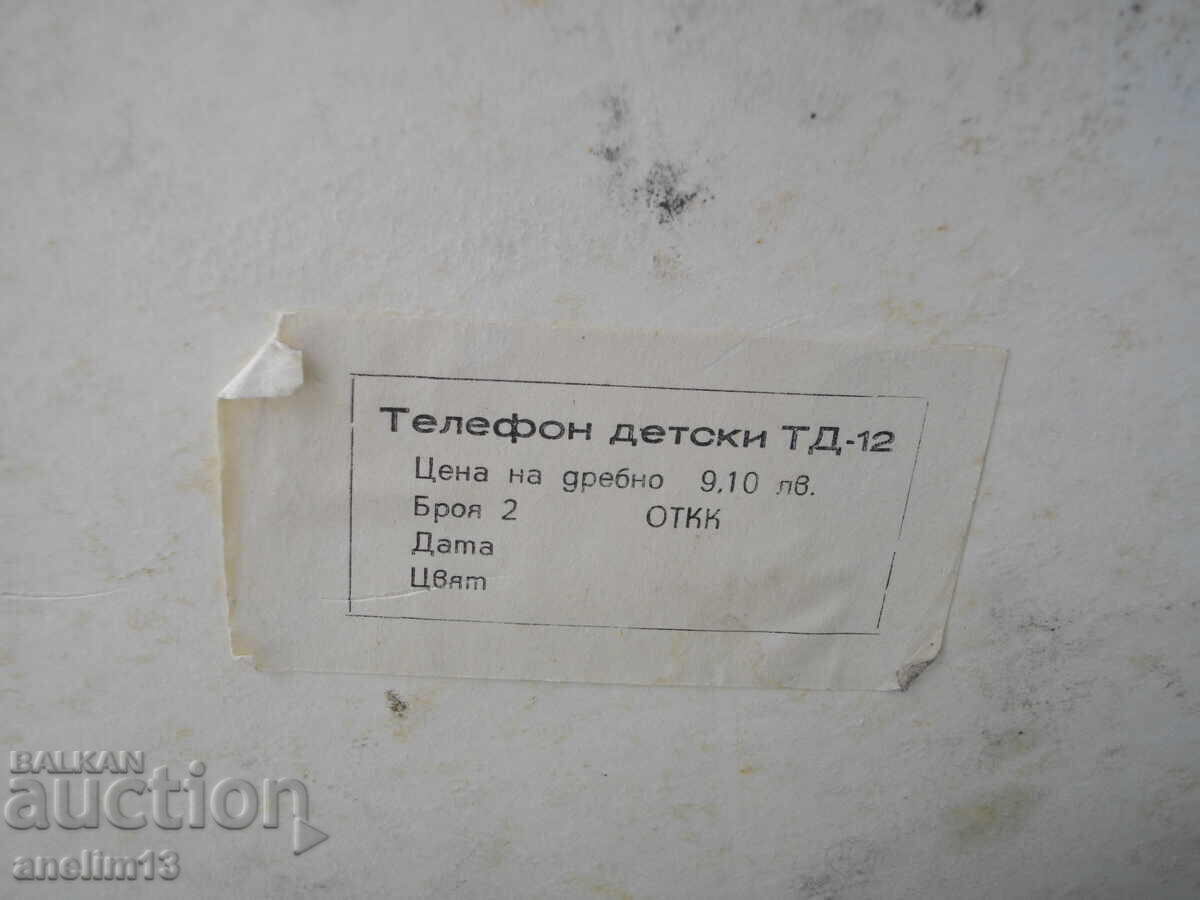 Телефон детски ТД-12
Цена на дребно 9,10 лв.
Броя 2 ОТКК
Дата
Цвят
BALKAN
auction
anelim13